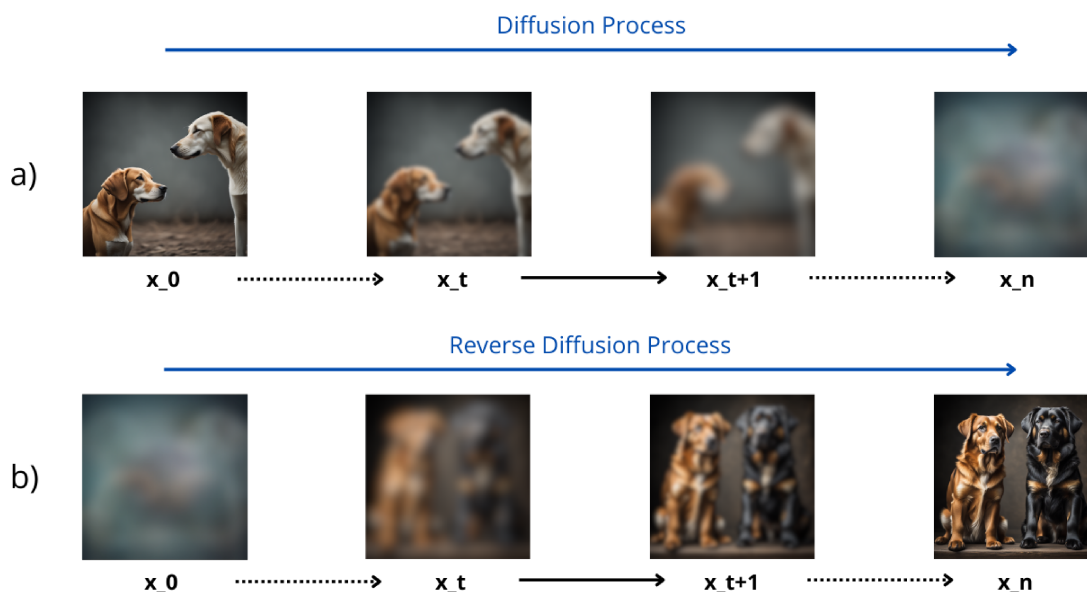 Diffusion Process
a)
x_0
x_t
x_t+1
x_n
Reverse Diffusion Process
b)
x_0
x_t
x_t+1
x_n